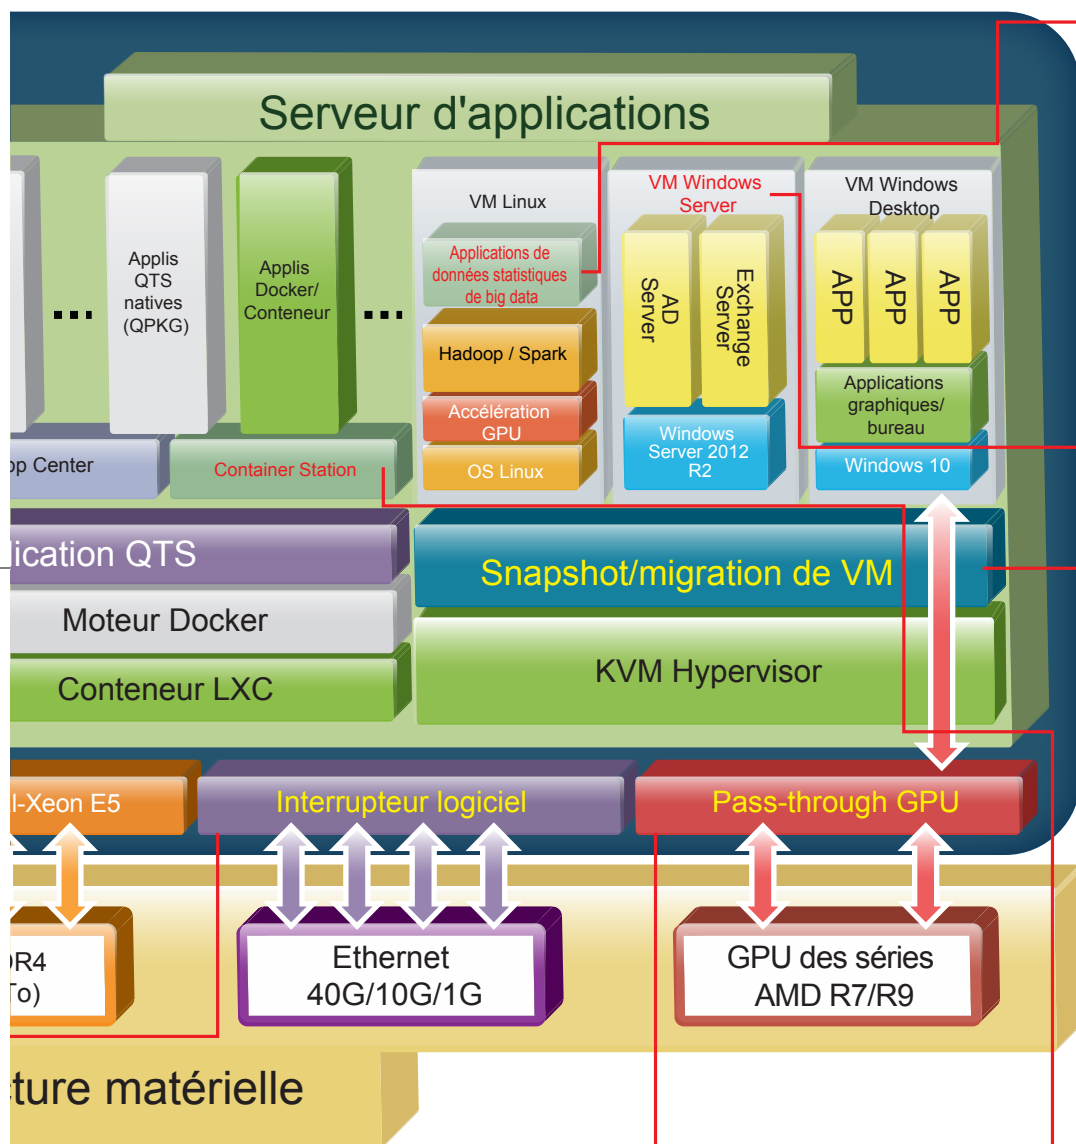 Serveur d'applications
Applis
QTS
natives
(QPKG)
Applis
Docker/
Conteneur
VM Linux
Applications de
données statistiques
de big data
Hadoop / Spark
Accélération
GPU
OS Linux
VM Windows
Server
AD
Server
Exchange
Server
Windows
Server 2012
R2
VM Windows
Desktop
APP
APP
APP
Applications
graphiques/
bureau
Windows 10
Center
Container Station
QTS
Snapshot/migration de VM
Moteur Docker
Conteneur LXC
KVM Hypervisor
Xeon E5
Interrupteur logiciel
Pass-through GPU
Ethernet
40G/10G/1G
GPU des séries
AMD R7/R9
matérielle